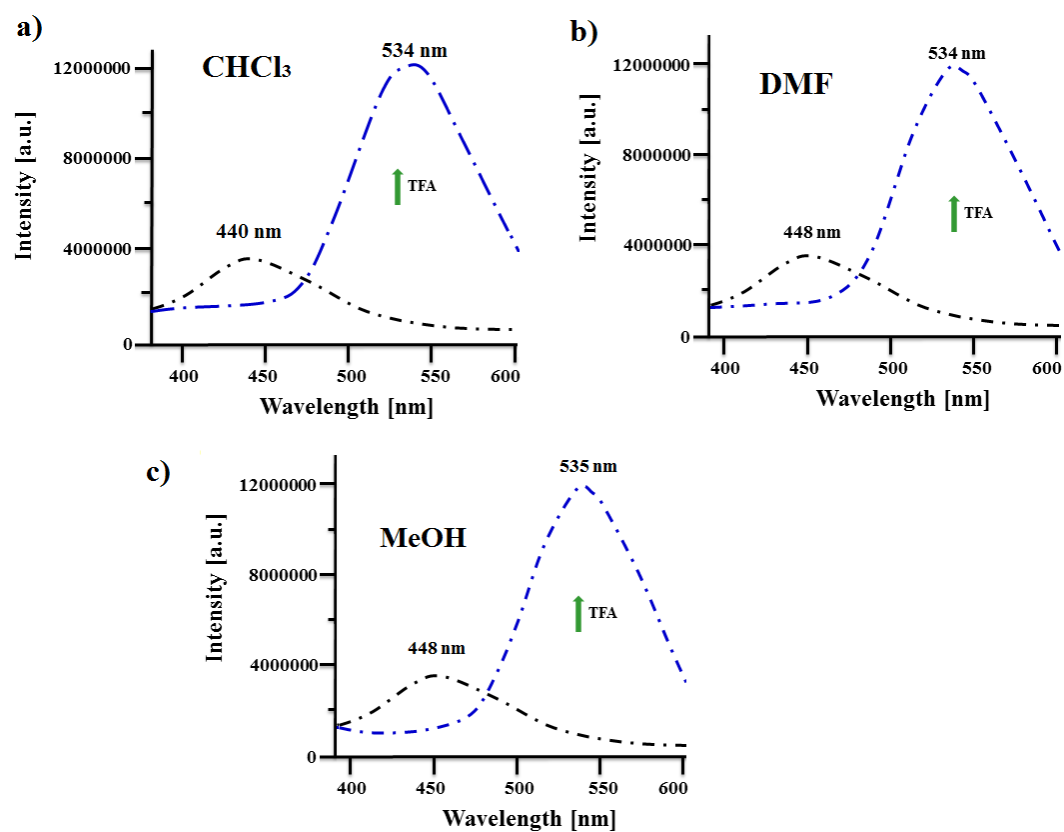 a)
CHCl₃
534 nm
440 nm
TFA
Intensity [a.u.]
12000000
8000000
4000000
0
400 450 500 550 600
Wavelength [nm]
b)
DMF
534 nm
448 nm
TFA
Intensity [a.u.]
12000000
8000000
4000000
0
400 450 500 550 600
Wavelength [nm]
c)
MeOH
535 nm
448 nm
TFA
Intensity [a.u.]
12000000
8000000
4000000
0
400 450 500 550 600
Wavelength [nm]